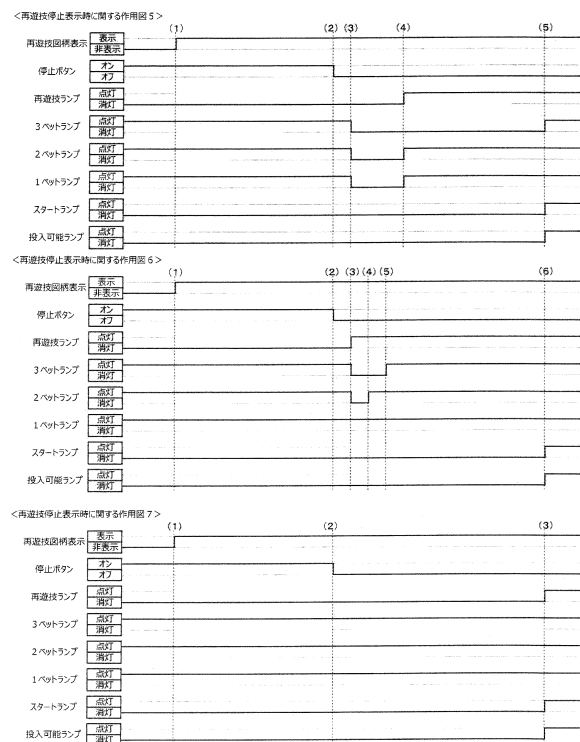 <再遊技停止表示時に関する作用図5>
(1) (2) (3) (4) (5)
再遊技図柄表示 表示
非表示
停止ボタン オン
オフ
再遊技ランプ 点灯
消灯
3ベットランプ 点灯
消灯
2ベットランプ 点灯
消灯
1ベットランプ 点灯
消灯
スタートランプ 点灯
消灯
投入可能ランプ 点灯
消灯
<再遊技停止表示時に関する作用図6>
(1) (2) (3) (4) (5) (6)
再遊技図柄表示 表示
非表示
停止ボタン オン
オフ
再遊技ランプ 点灯
消灯
3ベットランプ 点灯
消灯
2ベットランプ 点灯
消灯
1ベットランプ 点灯
消灯
スタートランプ 点灯
消灯
投入可能ランプ 点灯
消灯
<再遊技停止表示時に関する作用図7>
(1) (2) (3)
再遊技図柄表示 表示
非表示
停止ボタン オン
オフ
再遊技ランプ 点灯
消灯
3ベットランプ 点灯
消灯
2ベットランプ 点灯
消灯
1ベットランプ 点灯
消灯
スタートランプ 点灯
消灯
投入可能ランプ 点灯
消灯